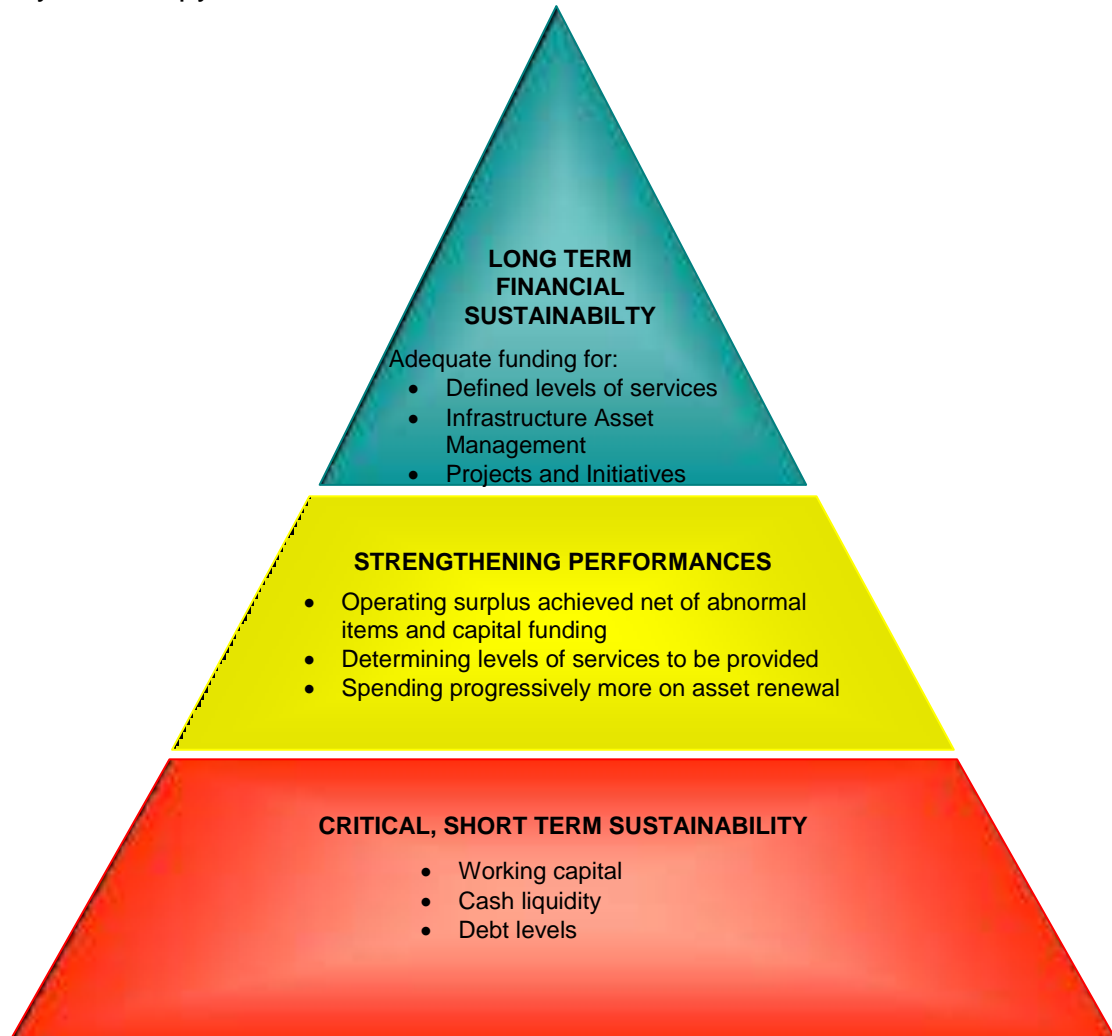 LONG TERM
FINANCIAL
SUSTAINABILTY
Adequate funding for:
• Defined levels of services
• Infrastructure Asset
Management
• Projects and Initiatives
STRENGTHENING PERFORMANCES
• Operating surplus achieved net of abnormal
items and capital funding
• Determining levels of services to be provided
• Spending progressively more on asset renewal
CRITICAL, SHORT TERM SUSTAINABILITY
• Working capital
• Cash liquidity
• Debt levels